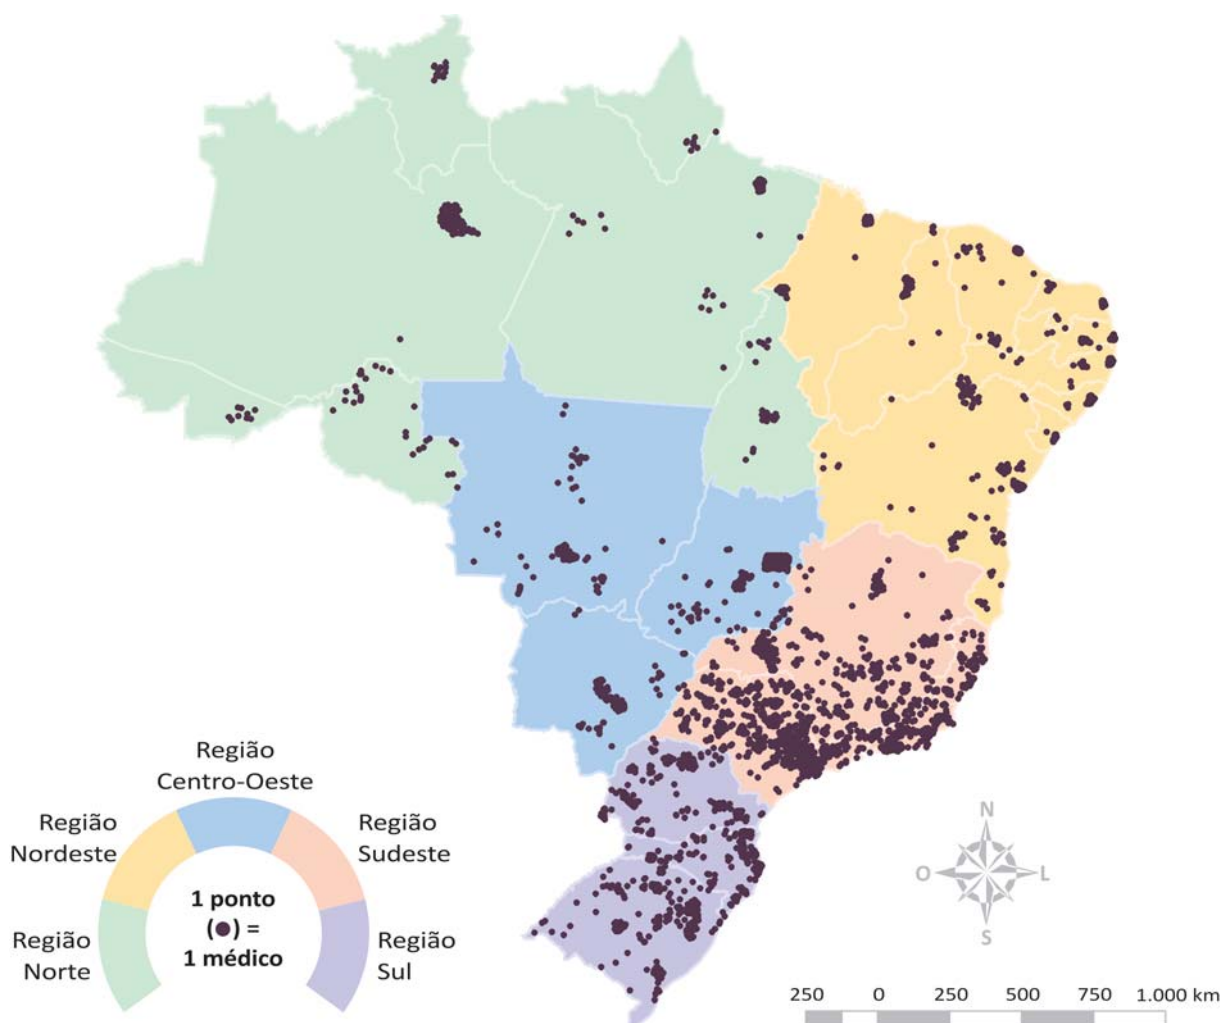 Região
Centro-Oeste
Região
Nordeste
Região
Sudeste
1 ponto
(●) =
1 médico
Região
Norte
Região
Sul
N
O
L
S
250
0
250
500
750
1.000 km